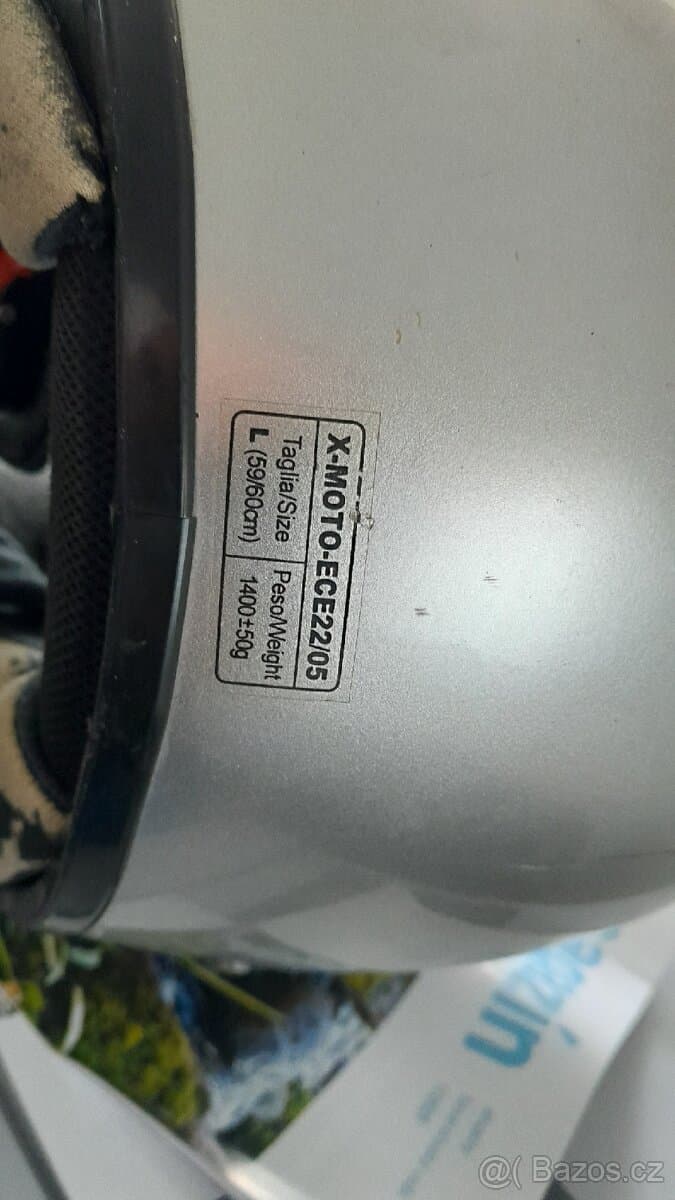 X-MOTO-ECE22/05
Taglia/Size
L (59/60cm)
Peso/Weight
1400±50g
@( Bazos.cz